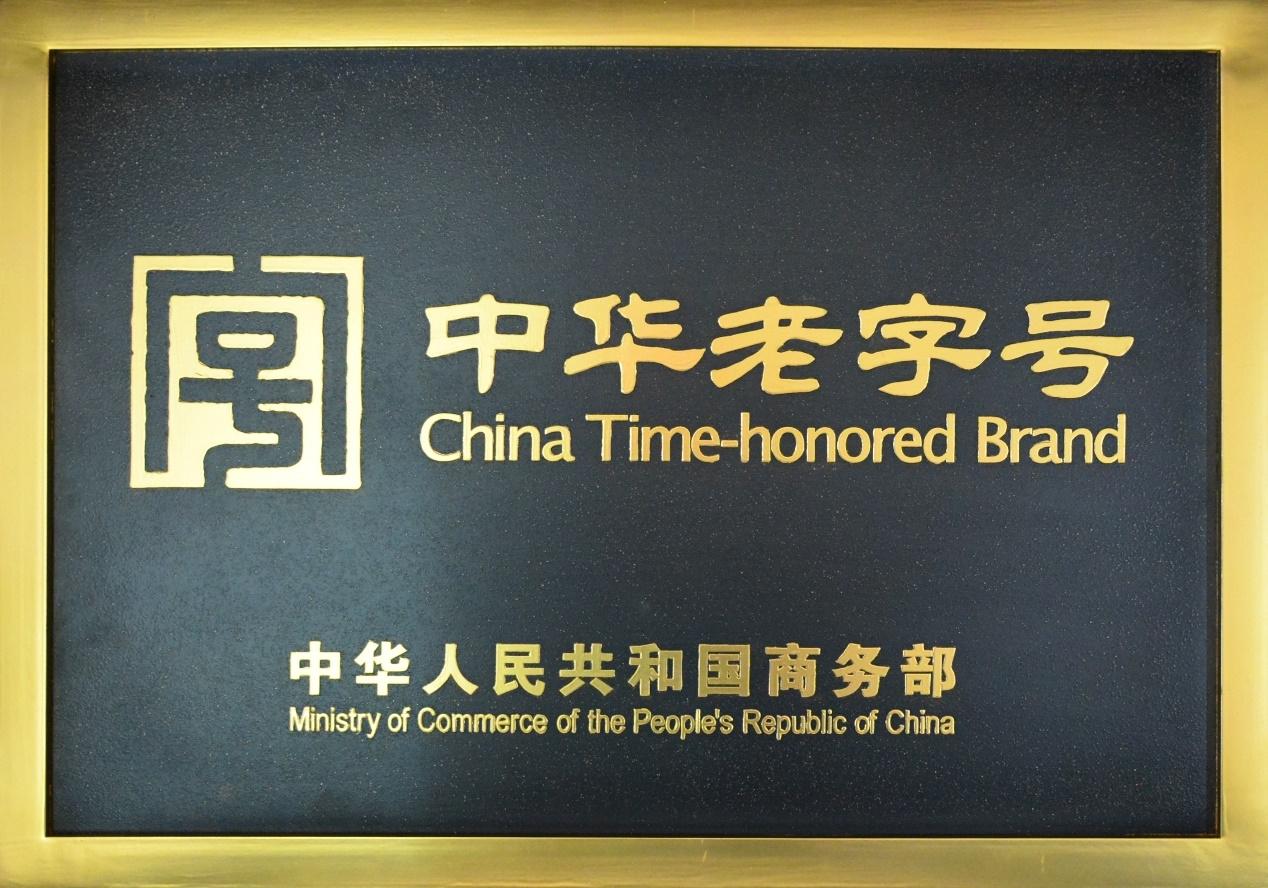 中华老字号
China Time-honored Brand
中华人民共和国商务部
Ministry of Commerce of the People's Republic of China